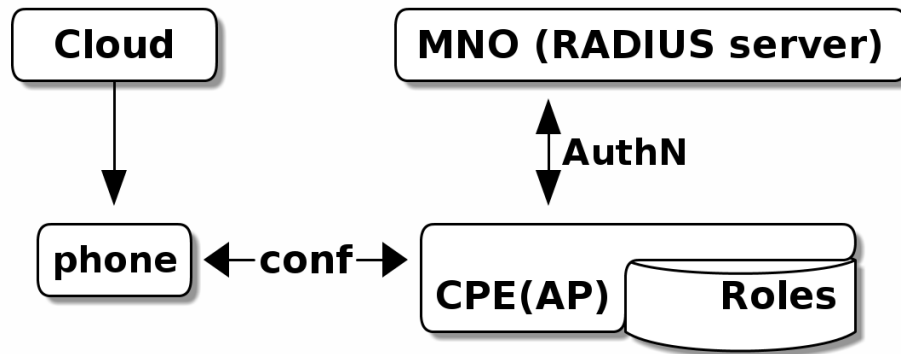 Cloud
MNO (RADIUS server)
AuthN
phone
conf
CPE(AP)
Roles